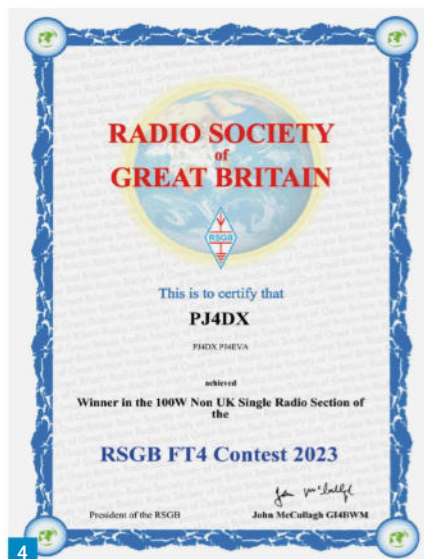 RADIO SOCIETY
of
GREAT BRITAIN
RSGB
This is to certify that
PJ4DX
PJ4DX PJ4EVA
achieved
Winner in the 100W Non UK Single Radio Section of
the
RSGB FT4 Contest 2023
President of the RSGB
John McCullagh GI4BWM
4